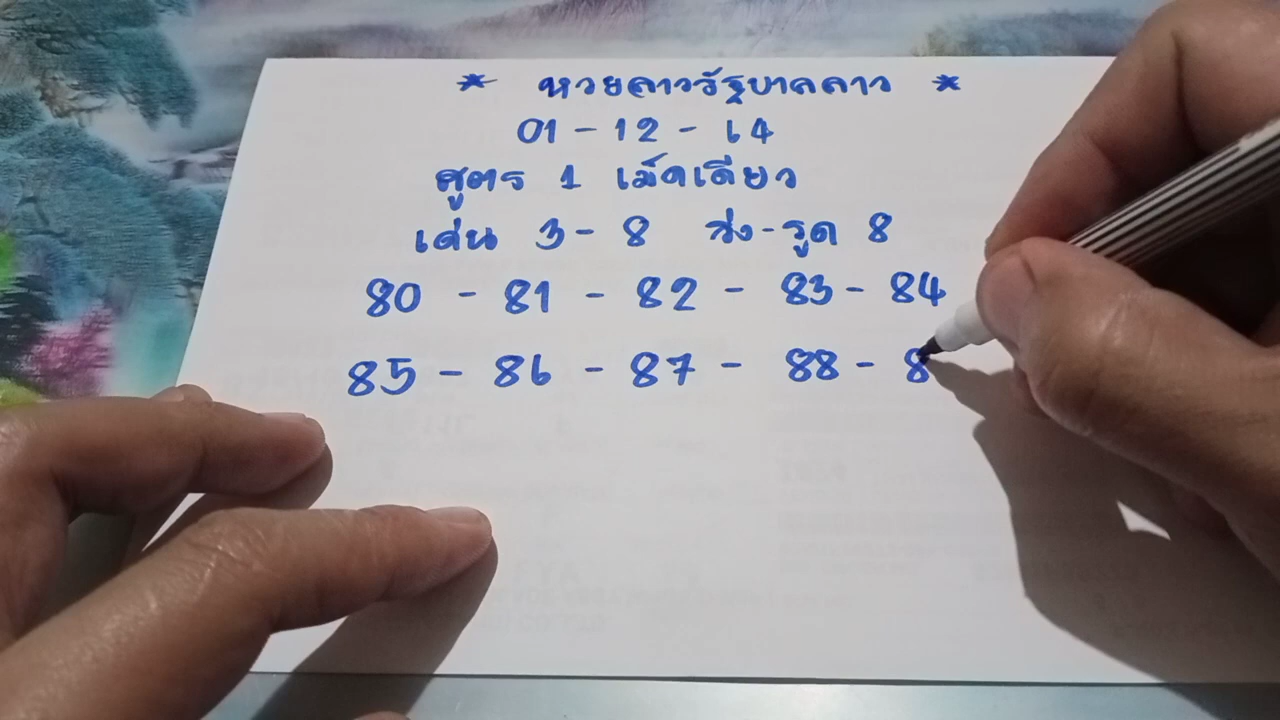 * หวยลาวรัฐบาลลาว *
01 - 12 - 64
สูตร 1 เม็ดเดียว
เด่น 3 - 8 วิ่ง - รูด 8
80 - 81 - 82 - 83 - 84
85 - 86 - 87 - 88 - 8